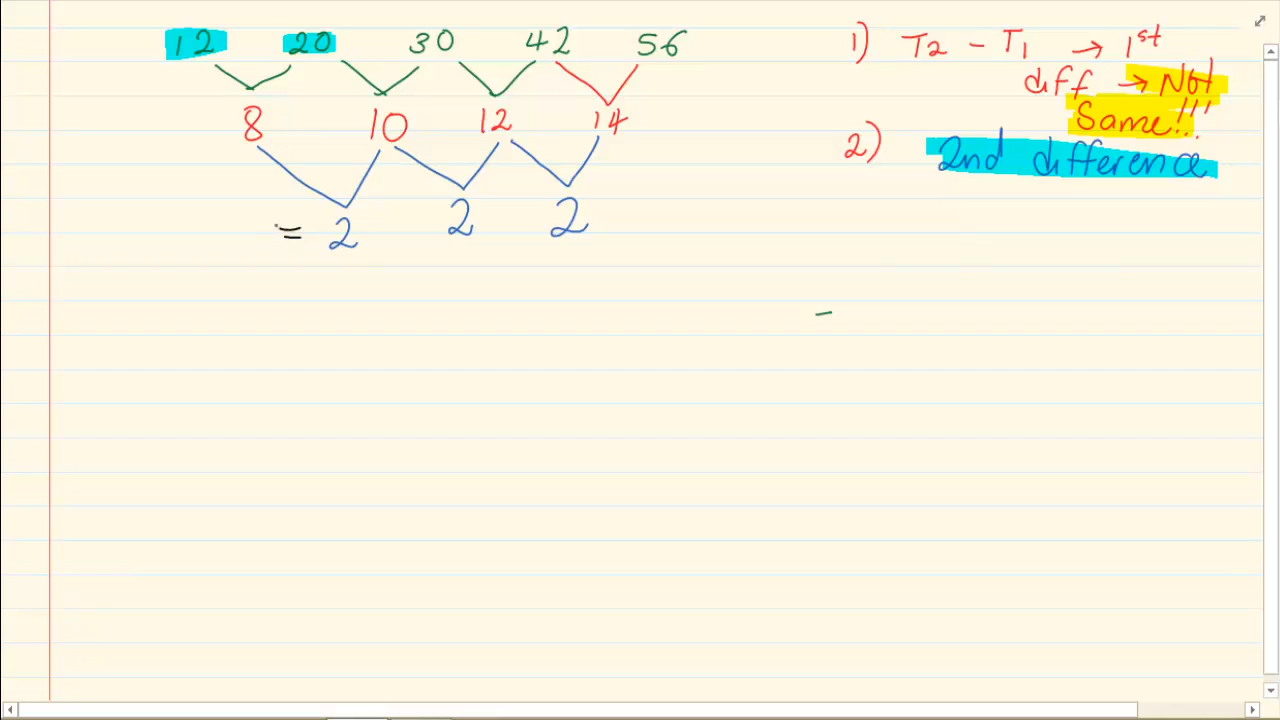 12 20 30 42 56
8 10 12 14
= 2 2 2
1) T2 - T1 → 1st
diff → Not
Same!!!
2) 2nd difference
-